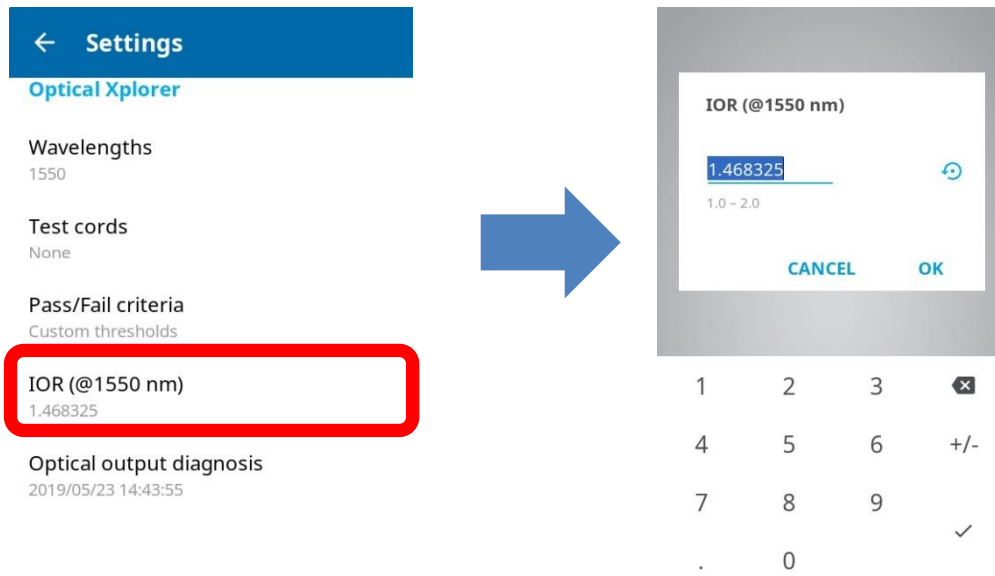 Settings
Optical Xplorer
Wavelengths
1550
Test cords
None
Pass/Fail criteria
Custom thresholds
IOR (@1550 nm)
1.468325
Optical output diagnosis
2019/05/23 14:43:55
IOR (@1550 nm)
1.468325
1.0 – 2.0
CANCEL OK
1 2 3
4 5 6 +/-
7 8 9
. 0